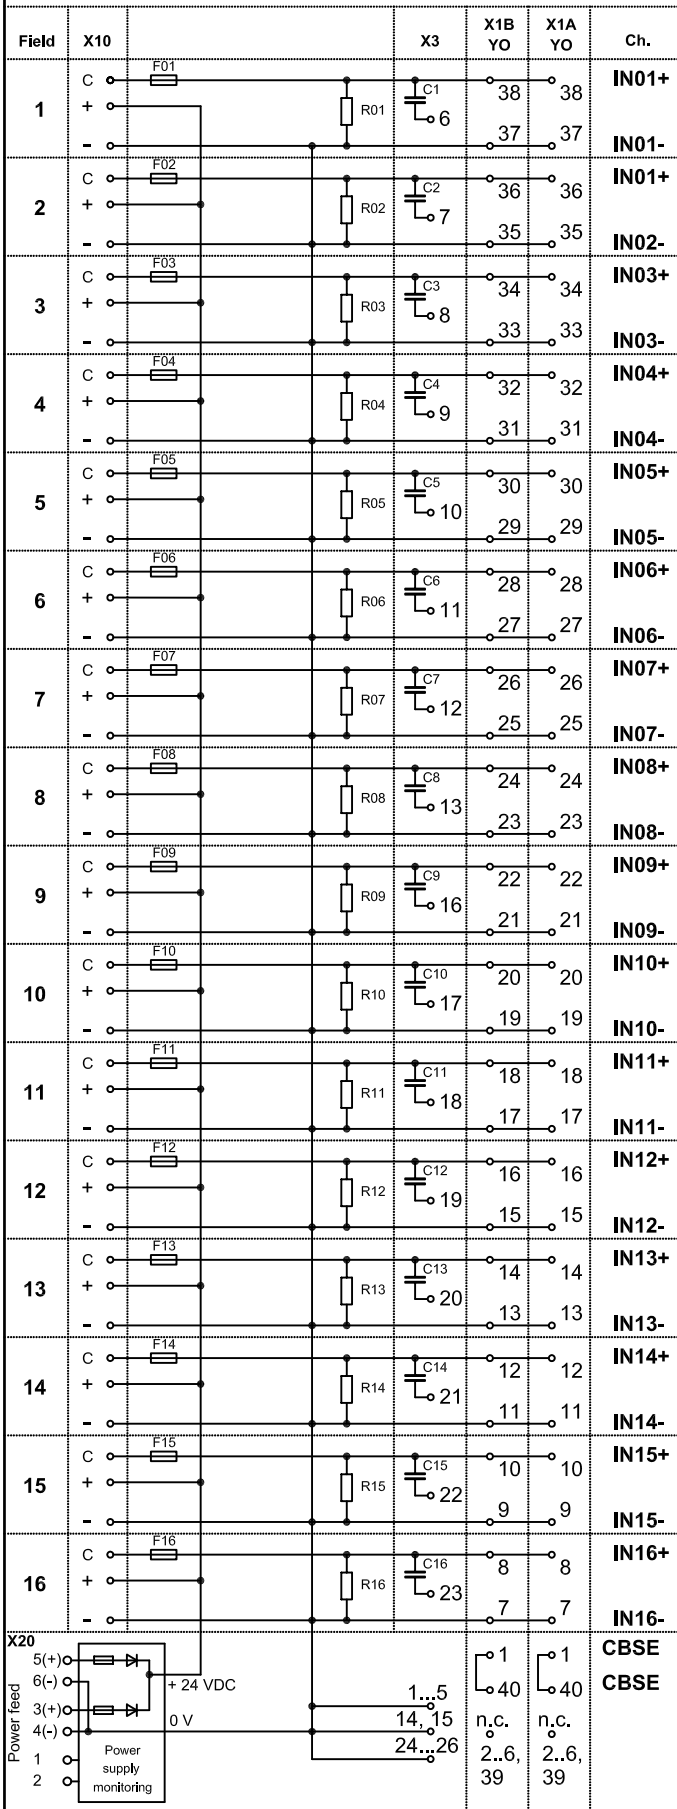 Field X10 X3 X1B YO X1A YO Ch.
F01
C C1 38 38 IN01+
1 + R01 6
- 37 37 IN01-
F02
C C2 36 36 IN01+
2 + R02 7
- 35 35 IN02-
F03
C C3 34 34 IN03+
3 + R03 8
- 33 33 IN03-
F04
C C4 32 32 IN04+
4 + R04 9
- 31 31 IN04-
F05
C C5 30 30 IN05+
5 + R05 10
- 29 29 IN05-
F06
C C6 28 28 IN06+
6 + R06 11
- 27 27 IN06-
F07
C C7 26 26 IN07+
7 + R07 12
- 25 25 IN07-
F08
C C8 24 24 IN08+
8 + R08 13
- 23 23 IN08-
F09
C C9 22 22 IN09+
9 + R09 16
- 21 21 IN09-
F10
C C10 20 20 IN10+
10 + R10 17
- 19 19 IN10-
F11
C C11 18 18 IN11+
11 + R11 18
- 17 17 IN11-
F12
C C12 16 16 IN12+
12 + R12 19
- 15 15 IN12-
F13
C C13 14 14 IN13+
13 + R13 20
- 13 13 IN13-
F14
C C14 12 12 IN14+
14 + R14 21
- 11 11 IN14-
F15
C C15 10 10 IN15+
15 + R15 22
- 9 9 IN15-
F16
C C16 8 8 IN16+
16 + R16 23
- 7 7 IN16-
X20
Power feed
5(+) 1 1 CBSE
6(-) + 24 VDC 40 40 CBSE
3(+) 1...5
4(-) 0 V 14, 15 n.c. n.c.
1 Power 24...26 2..6, 2..6,
supply
2 monitoring 39 39